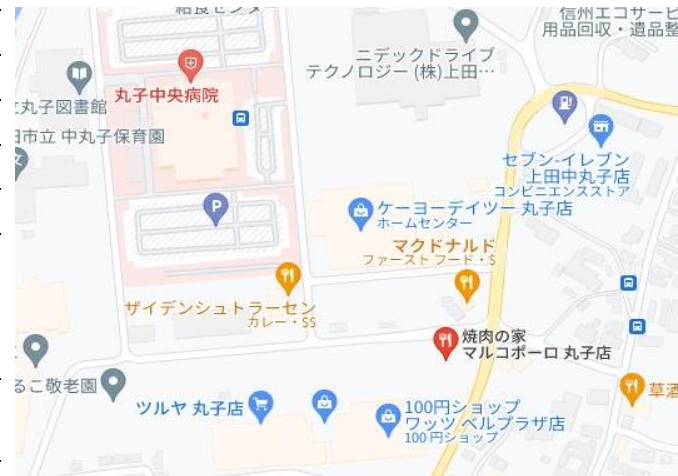 給食センター
信州エコサービ
用品回収・遺品整
ニデックドライブ
テクノロジー (株)上田…
丸子中央病院
丸子図書館
市立 中丸子保育園
セブン-イレブン
上田中丸子店
コンビニエンスストア
P
ケーヨーデイツー 丸子店
ホームセンター
マクドナルド
ファースト フード・$
ザイデンシュトラーセン
カレー・$$
焼肉の家
マルコポーロ 丸子店
るこ敬老園
ツルヤ 丸子店
100円ショップ
ワッツ ベルプラザ店
100 円ショップ
草酒